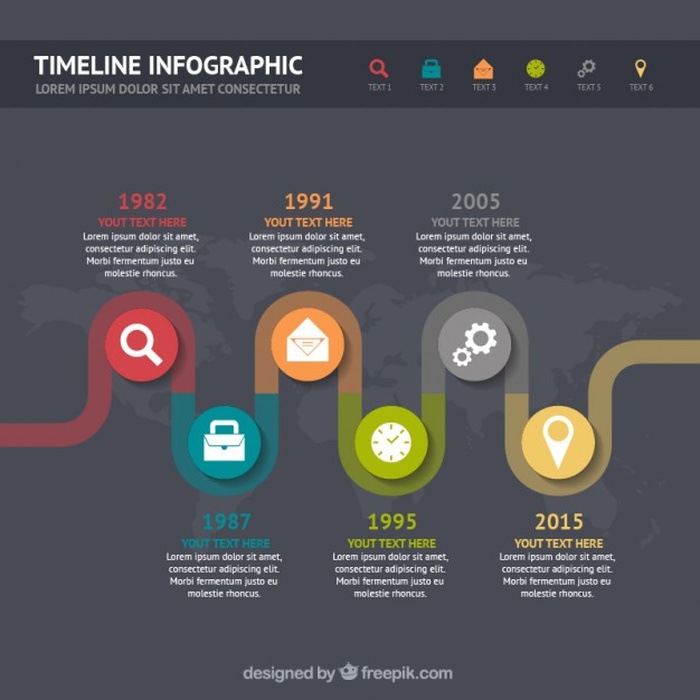 TIMELINE INFOGRAPHIC
LOREM IPSUM DOLOR SIT AMET CONSECTETUR
TEXT 1
TEXT 2
TEXT 3
TEXT 4
TEXT 5
TEXT 6
1982
YOUT TEXT HERE
Lorem ipsum dolor sit amet,
consectetur adipiscing elit.
Morbi fermentum justo eu
molestie rhoncus.
1991
YOUT TEXT HERE
Lorem ipsum dolor sit amet,
consectetur adipiscing elit.
Morbi fermentum justo eu
molestie rhoncus.
2005
YOUT TEXT HERE
Lorem ipsum dolor sit amet,
consectetur adipiscing elit.
Morbi fermentum justo eu
molestie rhoncus.
1987
YOUT TEXT HERE
Lorem ipsum dolor sit amet,
consectetur adipiscing elit.
Morbi fermentum justo eu
molestie rhoncus.
1995
YOUT TEXT HERE
Lorem ipsum dolor sit amet,
consectetur adipiscing elit.
Morbi fermentum justo eu
molestie rhoncus.
2015
YOUT TEXT HERE
Lorem ipsum dolor sit amet,
consectetur adipiscing elit.
Morbi fermentum justo eu
molestie rhoncus.
designed by freepik.com